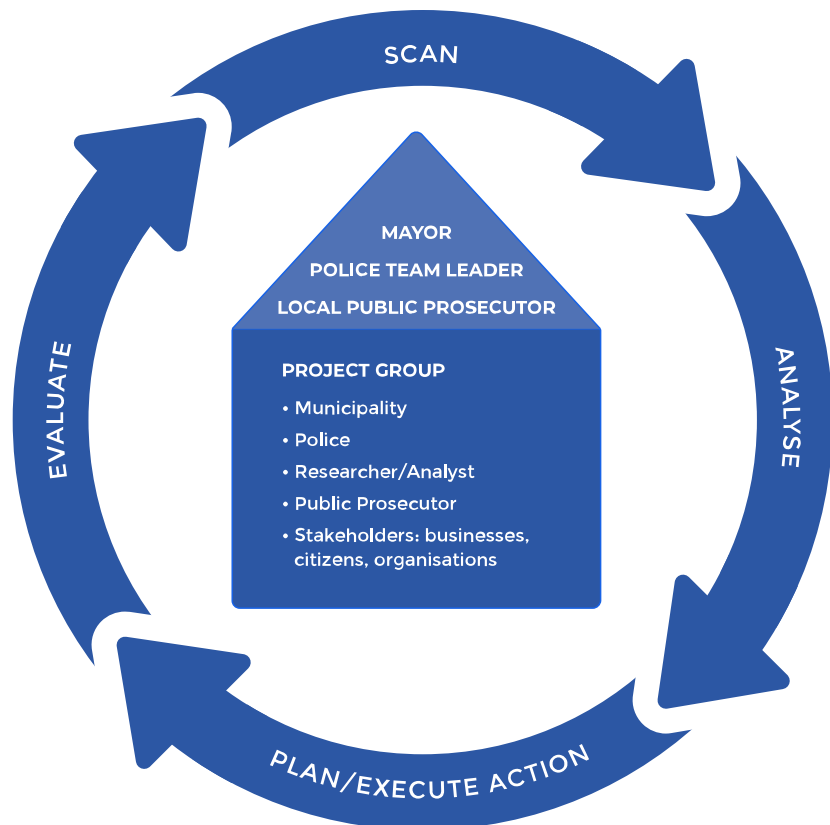 SCAN
ANALYSE
PLAN/EXECUTE ACTION
EVALUATE
MAYOR
POLICE TEAM LEADER
LOCAL PUBLIC PROSECUTOR
PROJECT GROUP
• Municipality
• Police
• Researcher/Analyst
• Public Prosecutor
• Stakeholders: businesses,
citizens, organisations